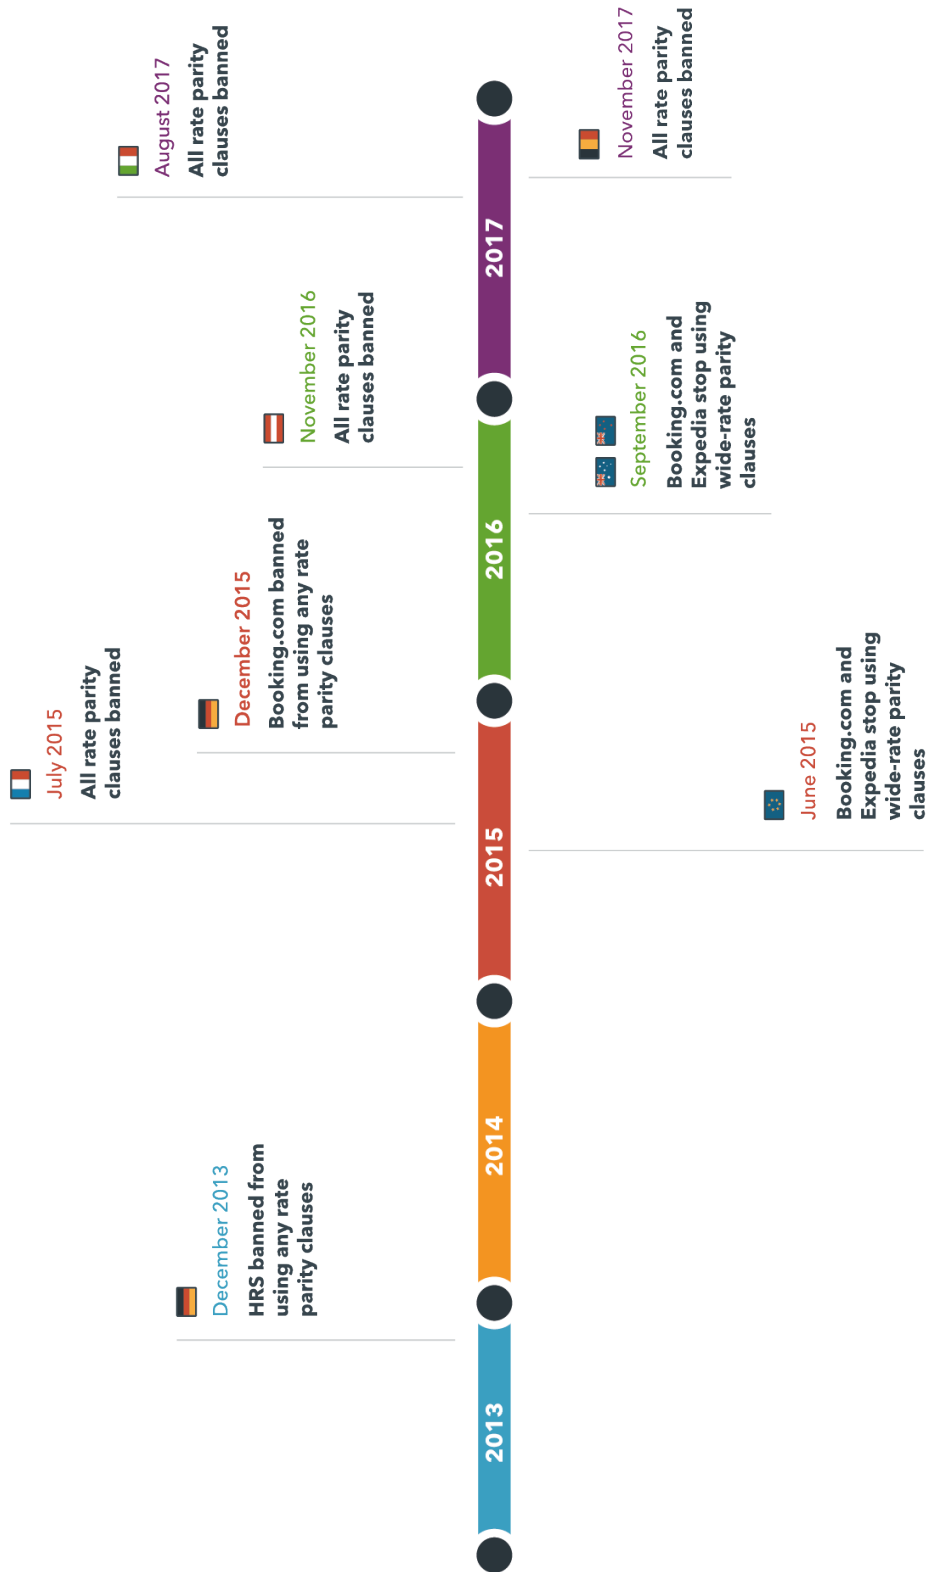 December 2013
HRS banned from
using any rate
parity clauses
July 2015
All rate parity
clauses banned
December 2015
Booking.com banned
from using any rate
parity clauses
November 2016
All rate parity
clauses banned
August 2017
All rate parity
clauses banned
2013
2014
2015
2016
2017
June 2015
Booking.com and
Expedia stop using
wide-rate parity
clauses
September 2016
Booking.com and
Expedia stop using
wide-rate parity
clauses
November 2017
All rate parity
clauses banned